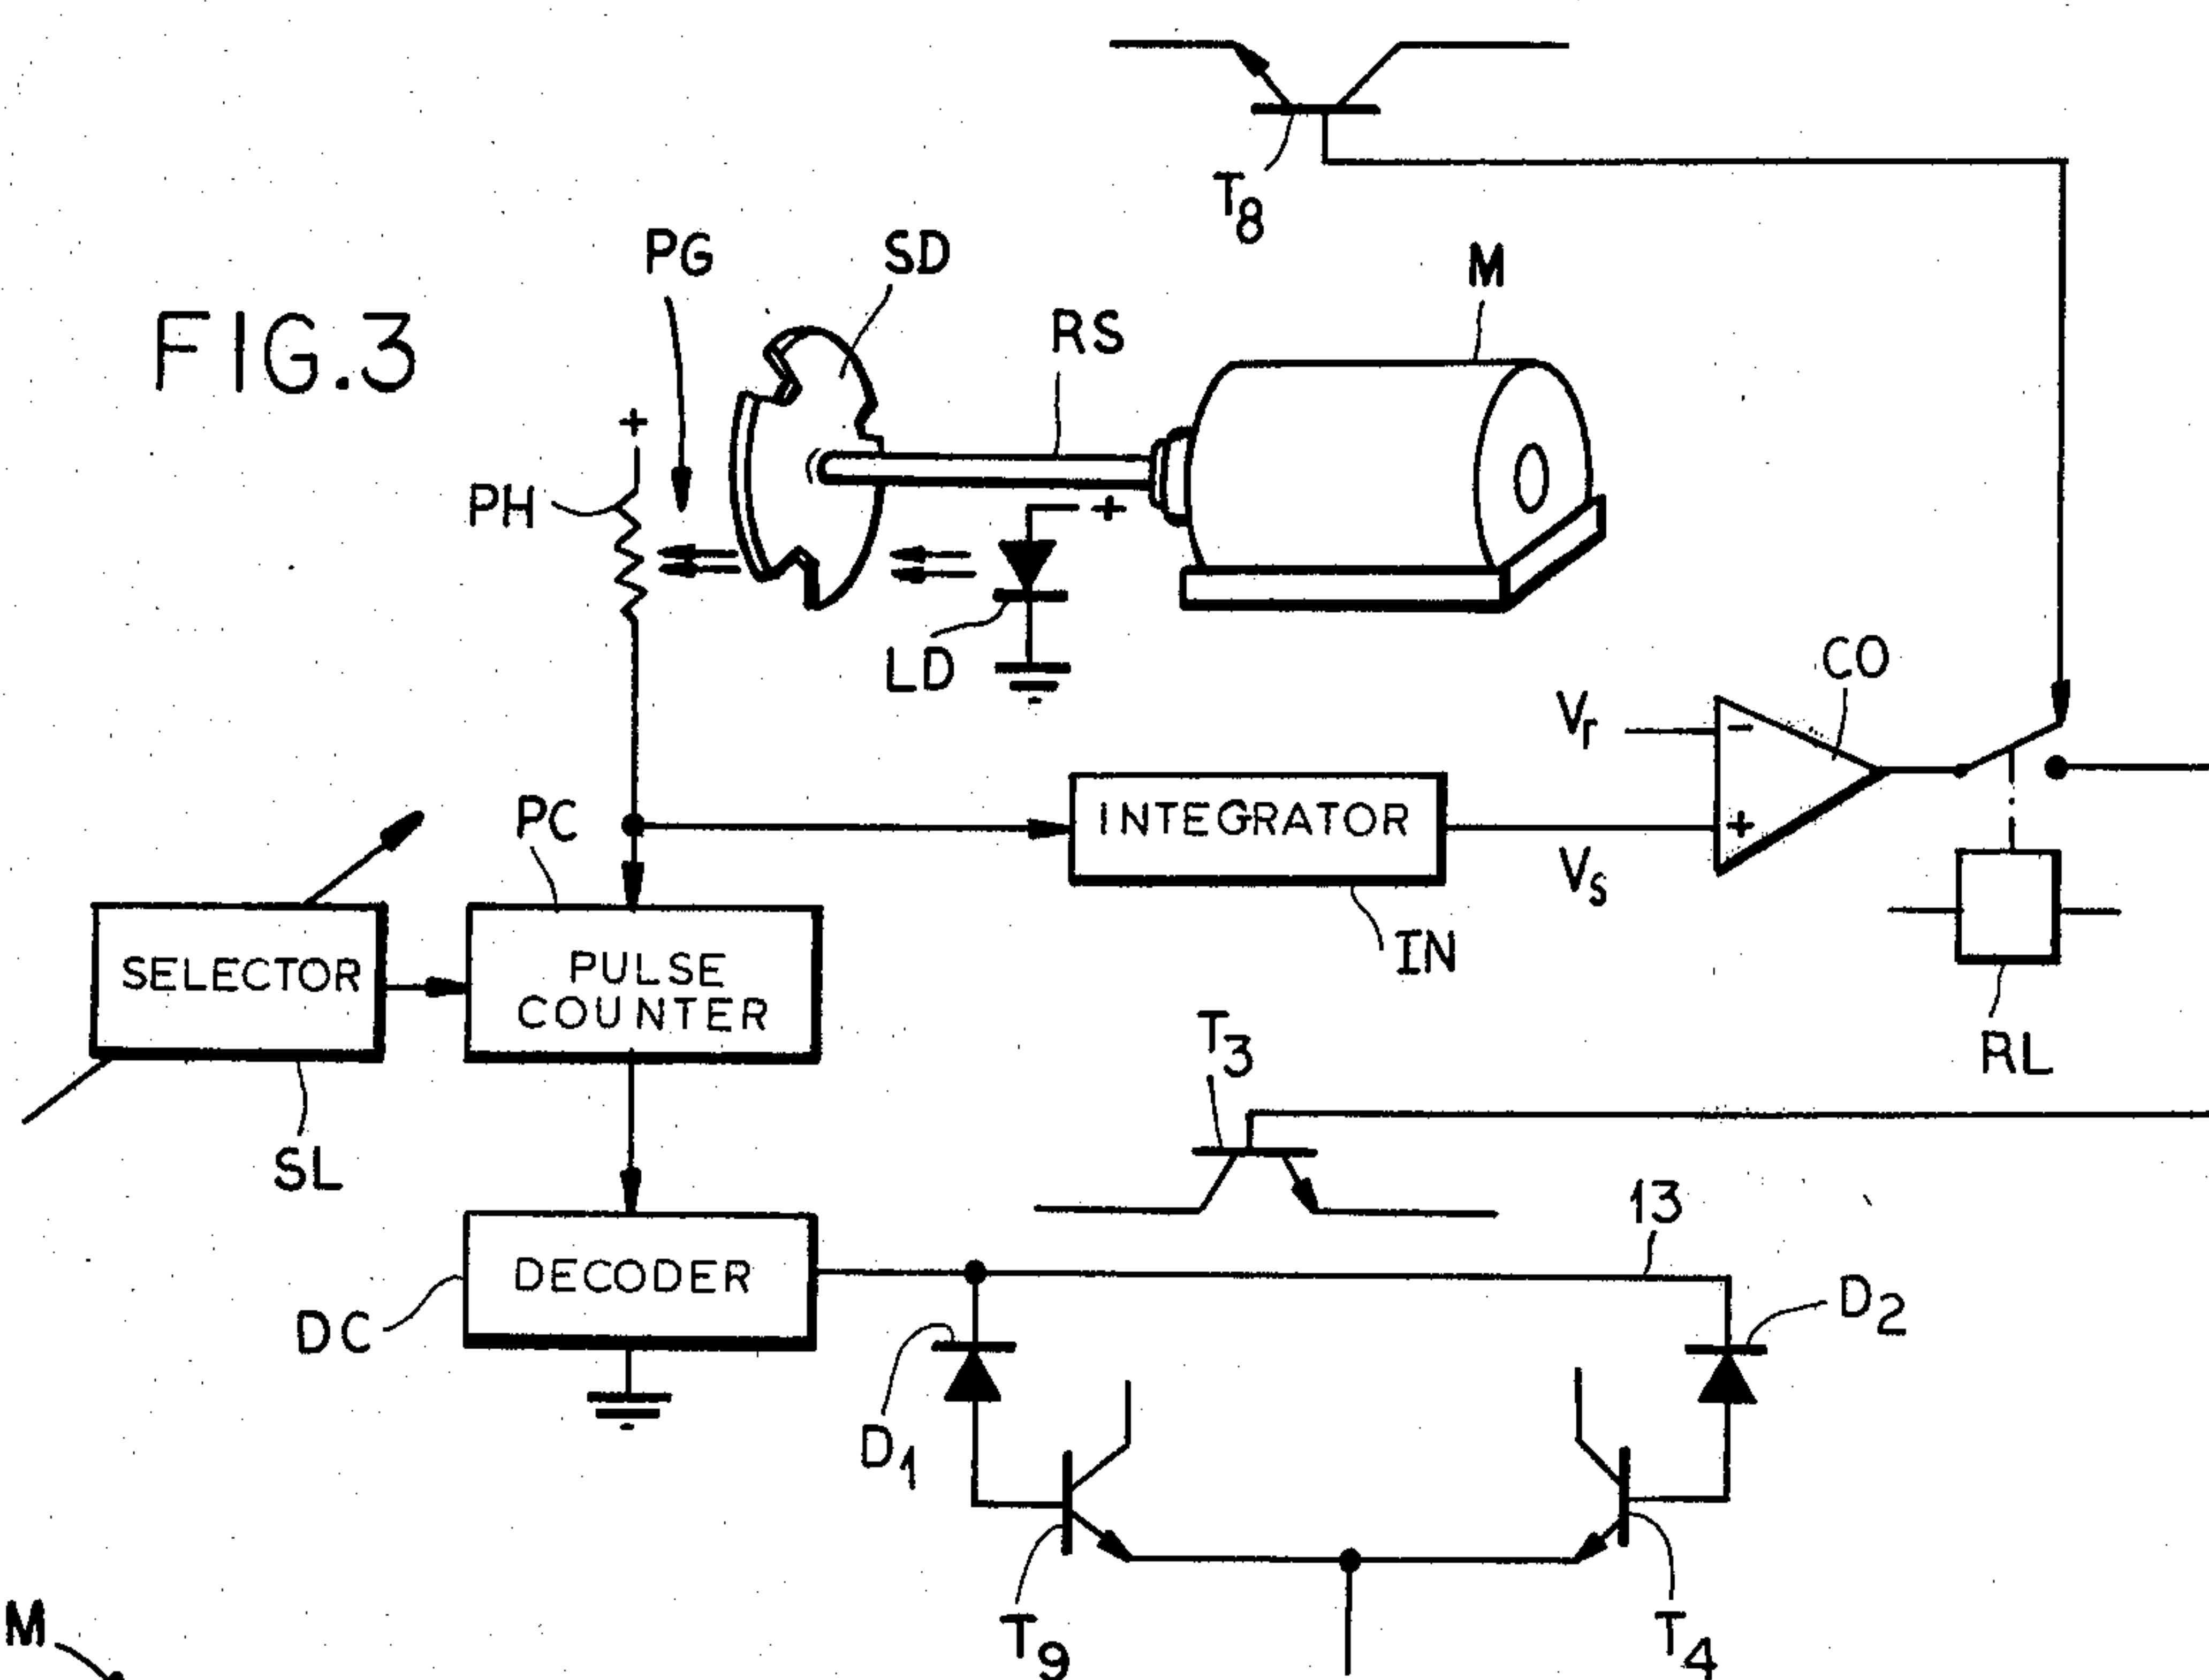 T8
PG
SD
M
RS
FIG.3
+
PH
+
LD
CO
Vr
-
PC
INTEGRATOR
+
Vs
SELECTOR
PULSE
COUNTER
IN
T3
RL
SL
13
DECODER
D2
DC
D1
M
T9
T4